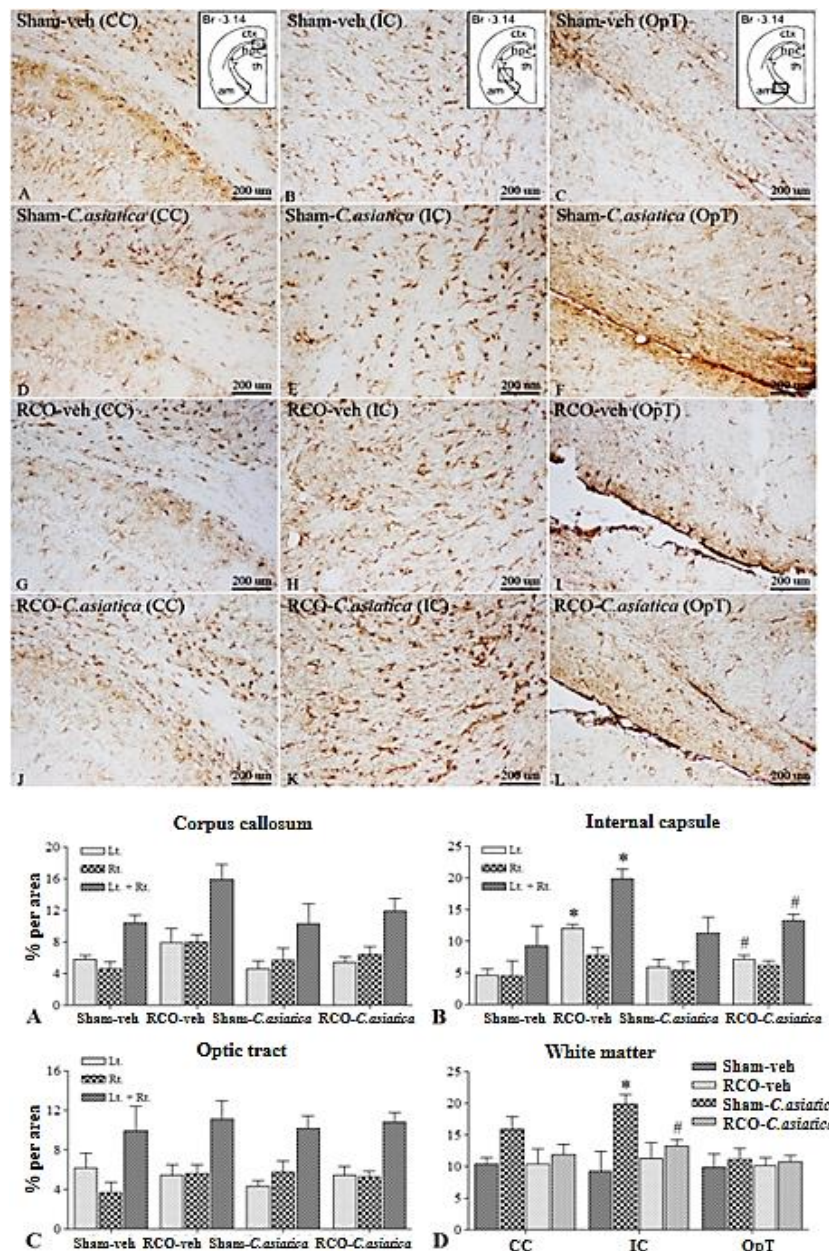 Sham-veh (CC) Sham-veh (IC) Sham-veh (OpT)
Br -3.14 Br -3.14 Br -3.14
ctx ctx ctx
hpc hpc hpc
th th th
am am am
A 200 um B 200 um C 200 um
Sham-C.asiatica (CC) Sham-C.asiatica (IC) Sham-C.asiatica (OpT)
D 200 um E 200 um F 200 um
RCO-veh (CC) RCO-veh (IC) RCO-veh (OpT)
G 200 um H 200 um I 200 um
RCO-C.asiatica (CC) RCO-C.asiatica (IC) RCO-C.asiatica (OpT)
J 200 um K 200 um L 200 um
Corpus callosum
% per area
20
16
12
8
4
0
Lt.
Rt.
Lt. + Rt.
A Sham-veh RCO-veh Sham-C.asiatica RCO-C.asiatica
Internal capsule
25
20
15
10
5
0
Lt.
Rt.
Lt. + Rt.
* * # #
B Sham-veh RCO-veh Sham-C.asiatica RCO-C.asiatica
Optic tract
% per area
16
12
8
4
0
Lt.
Rt.
Lt. + Rt.
C Sham-veh RCO-veh Sham-C.asiatica RCO-C.asiatica
White matter
25
20
15
10
5
0
Sham-veh
RCO-veh
Sham-C.asiatica
RCO-C.asiatica
* #
D CC IC OpT